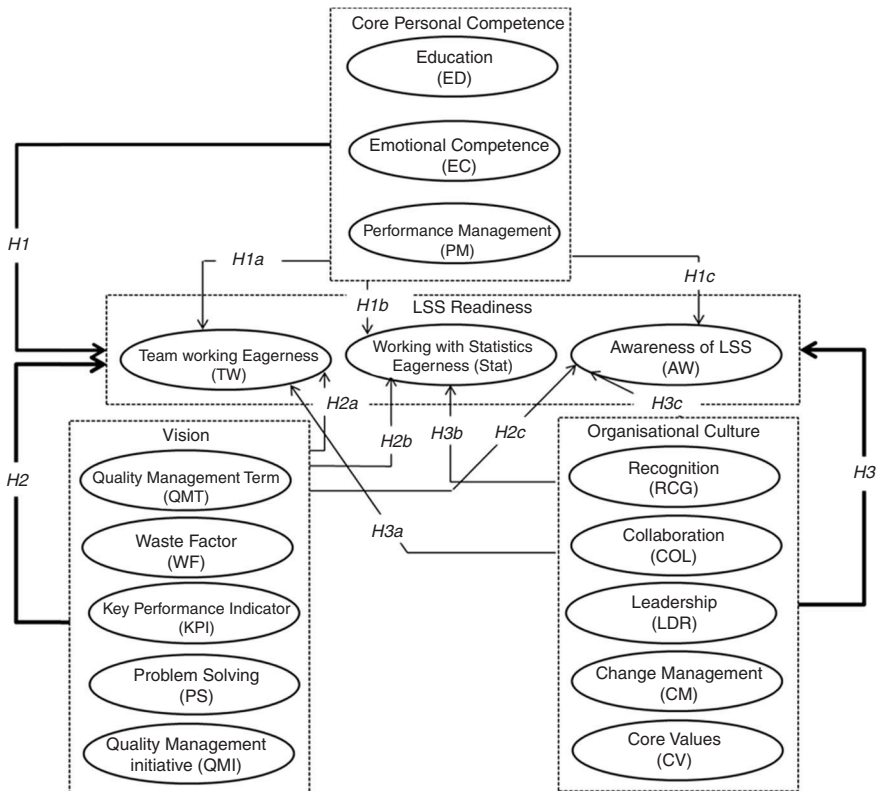 Core Personal Competence
Education
(ED)
Emotional Competence
(EC)
Performance Management
(PM)
H1
H1a
H1b
H1c
LSS Readiness
Team working Eagerness
(TW)
Working with Statistics
Eagerness (Stat)
Awareness of LSS
(AW)
H2a
H2b
H3b
H2c
H3c
H2
H3
H3a
Vision
Quality Management Term
(QMT)
Waste Factor
(WF)
Key Performance Indicator
(KPI)
Problem Solving
(PS)
Quality Management
initiative (QMI)
Organisational Culture
Recognition
(RCG)
Collaboration
(COL)
Leadership
(LDR)
Change Management
(CM)
Core Values
(CV)